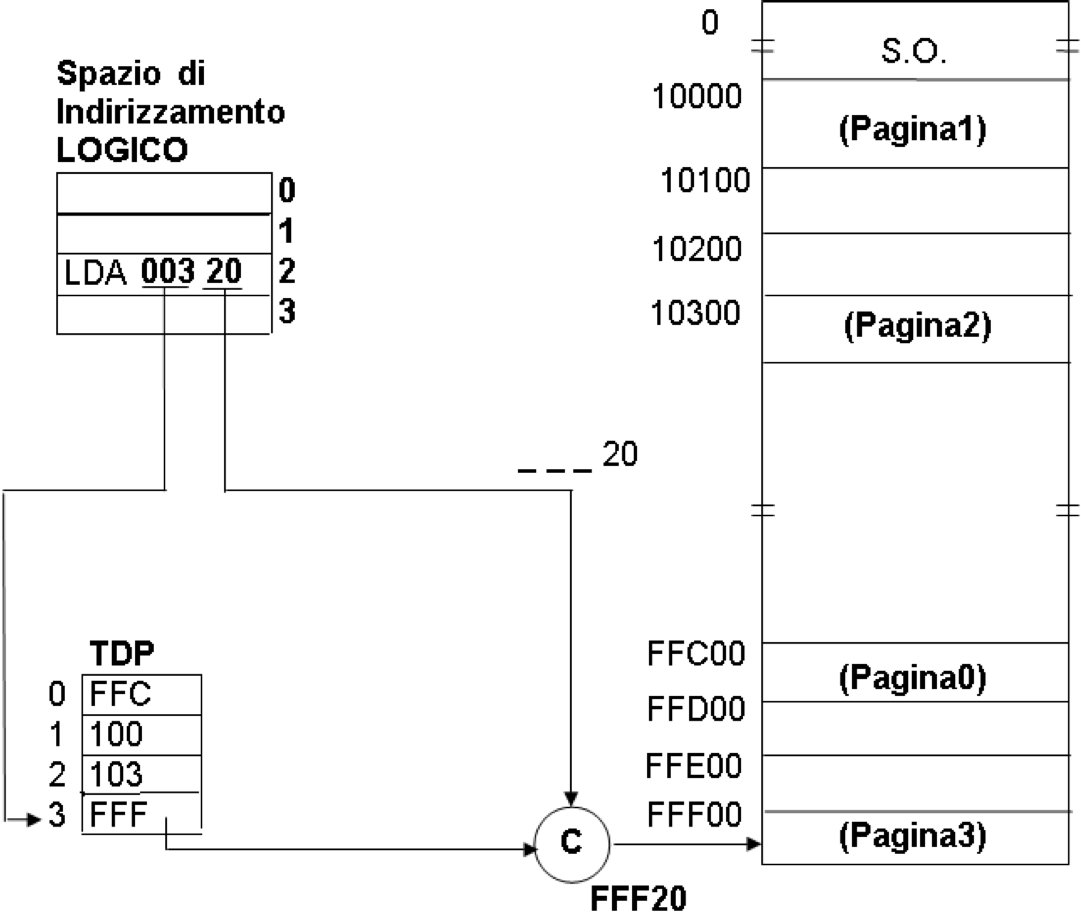 Spazio di
Indirizzamento
LOGICO
0
1
LDA 003 20 2
3
20
TDP
0 FFC
1 100
2 103
3 FFF
C
FFF20
0
S.O.
10000
(Pagina1)
10100
10200
10300
(Pagina2)
FFC00
(Pagina0)
FFD00
FFE00
FFF00
(Pagina3)